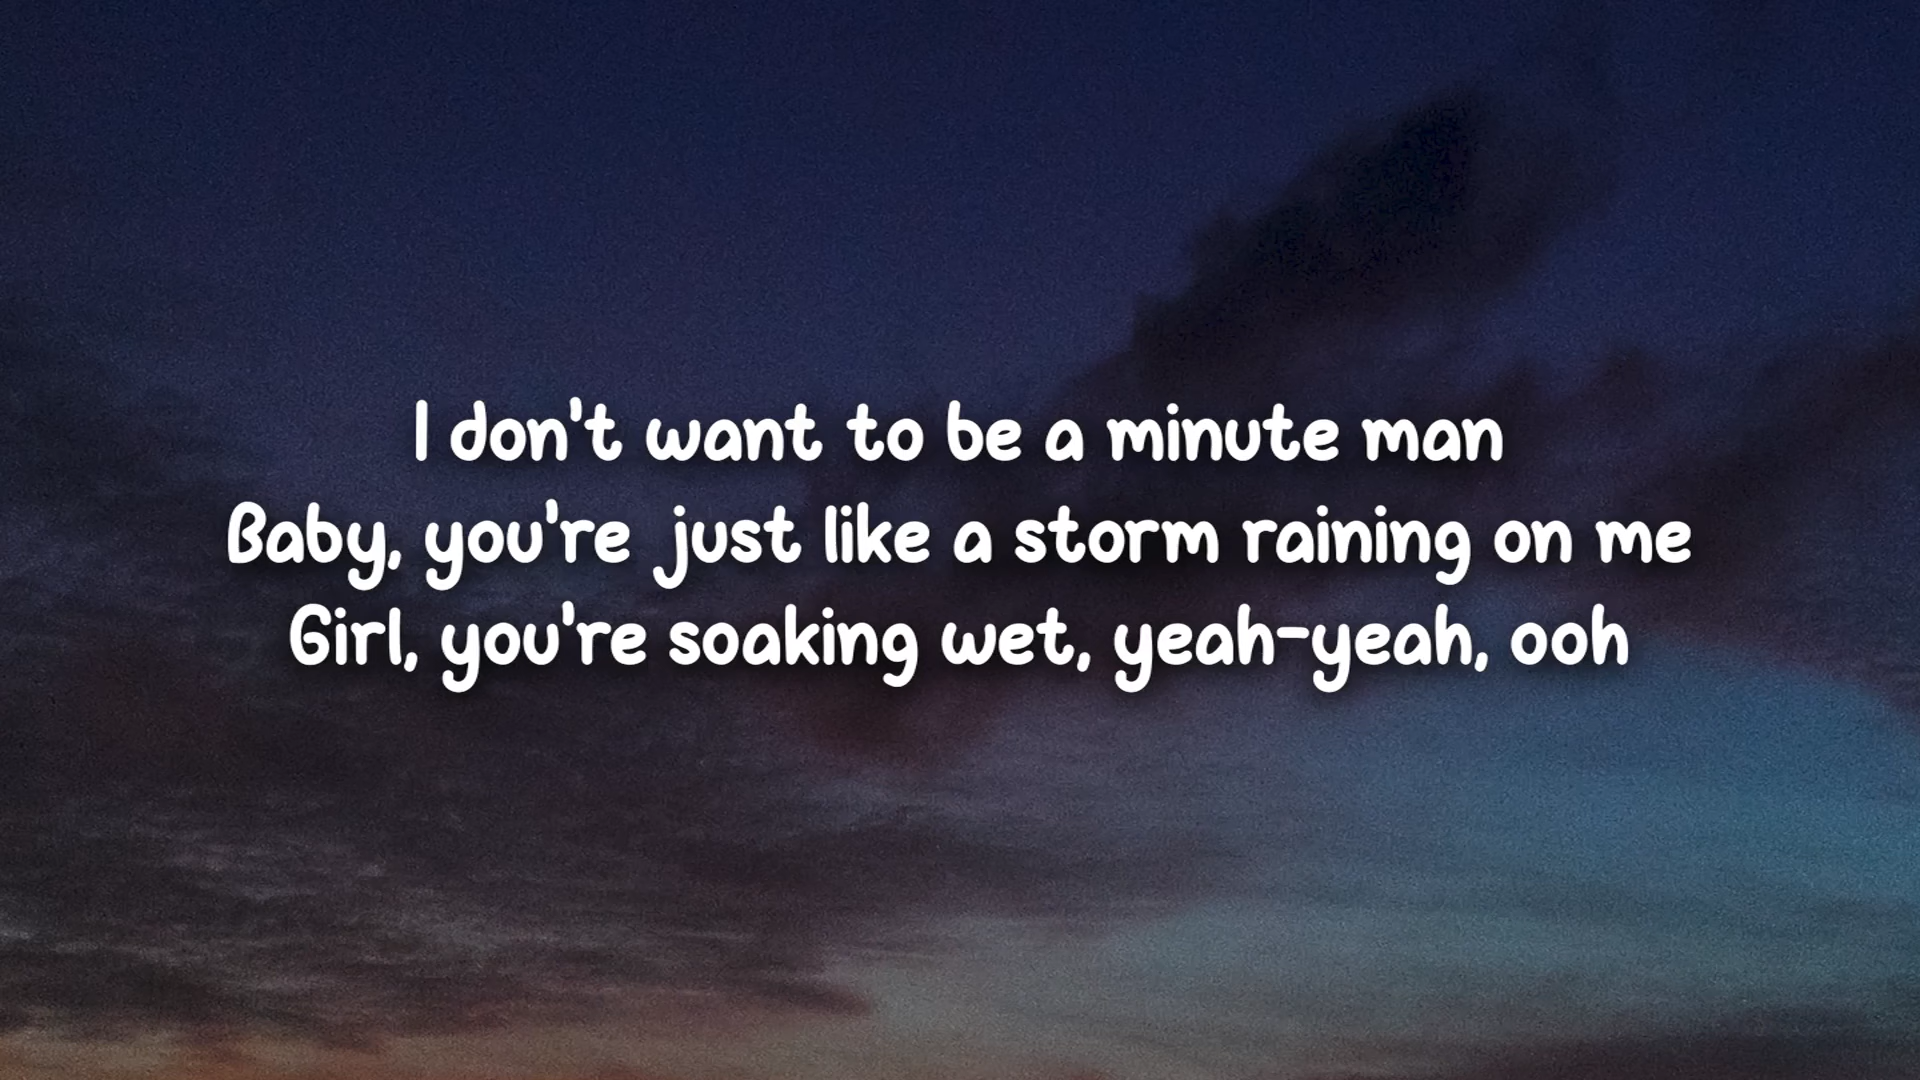 I don't want to be a minute man
Baby, you're just like a storm raining on me
Girl, you're soaking wet, yeah-yeah, ooh